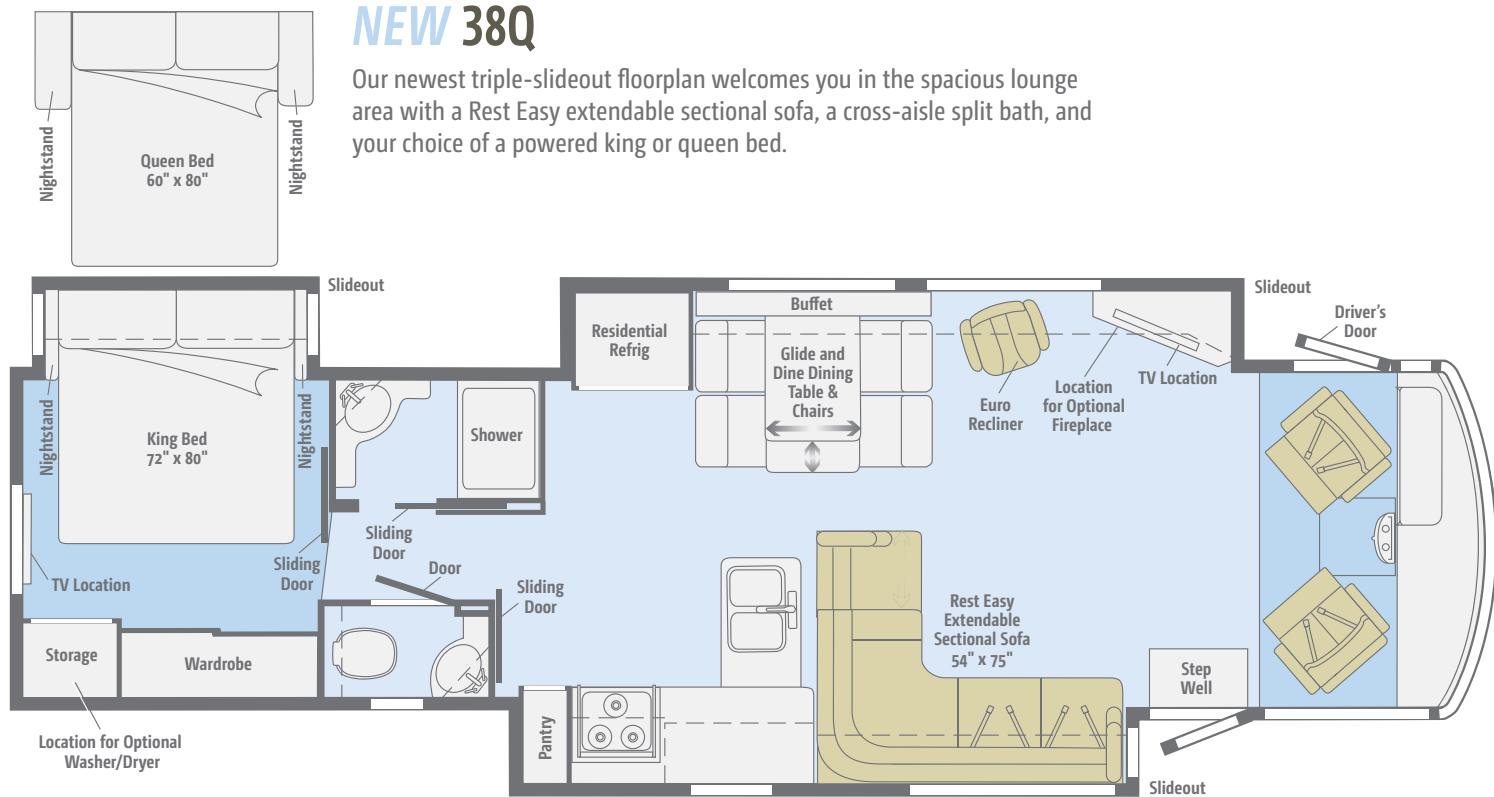 NEW 38Q
Our newest triple-slideout floorplan welcomes you in the spacious lounge
area with a Rest Easy extendable sectional sofa, a cross-aisle split bath, and
your choice of a powered king or queen bed.
Nightstand
Queen Bed
60" x 80"
Nightstand
Slideout
Slideout
Driver's
Door
Buffet
Residential
Refrig
Glide and
Dine Dining
Table &
Chairs
Euro
Recliner
Location
for Optional
Fireplace
TV Location
Nightstand
King Bed
72" x 80"
Nightstand
Shower
Sliding
Door
Sliding
Door
Door
Sliding
Door
TV Location
Rest Easy
Extendable
Sectional Sofa
54" x 75"
Storage
Wardrobe
Step
Well
Pantry
Location for Optional
Washer/Dryer
Slideout